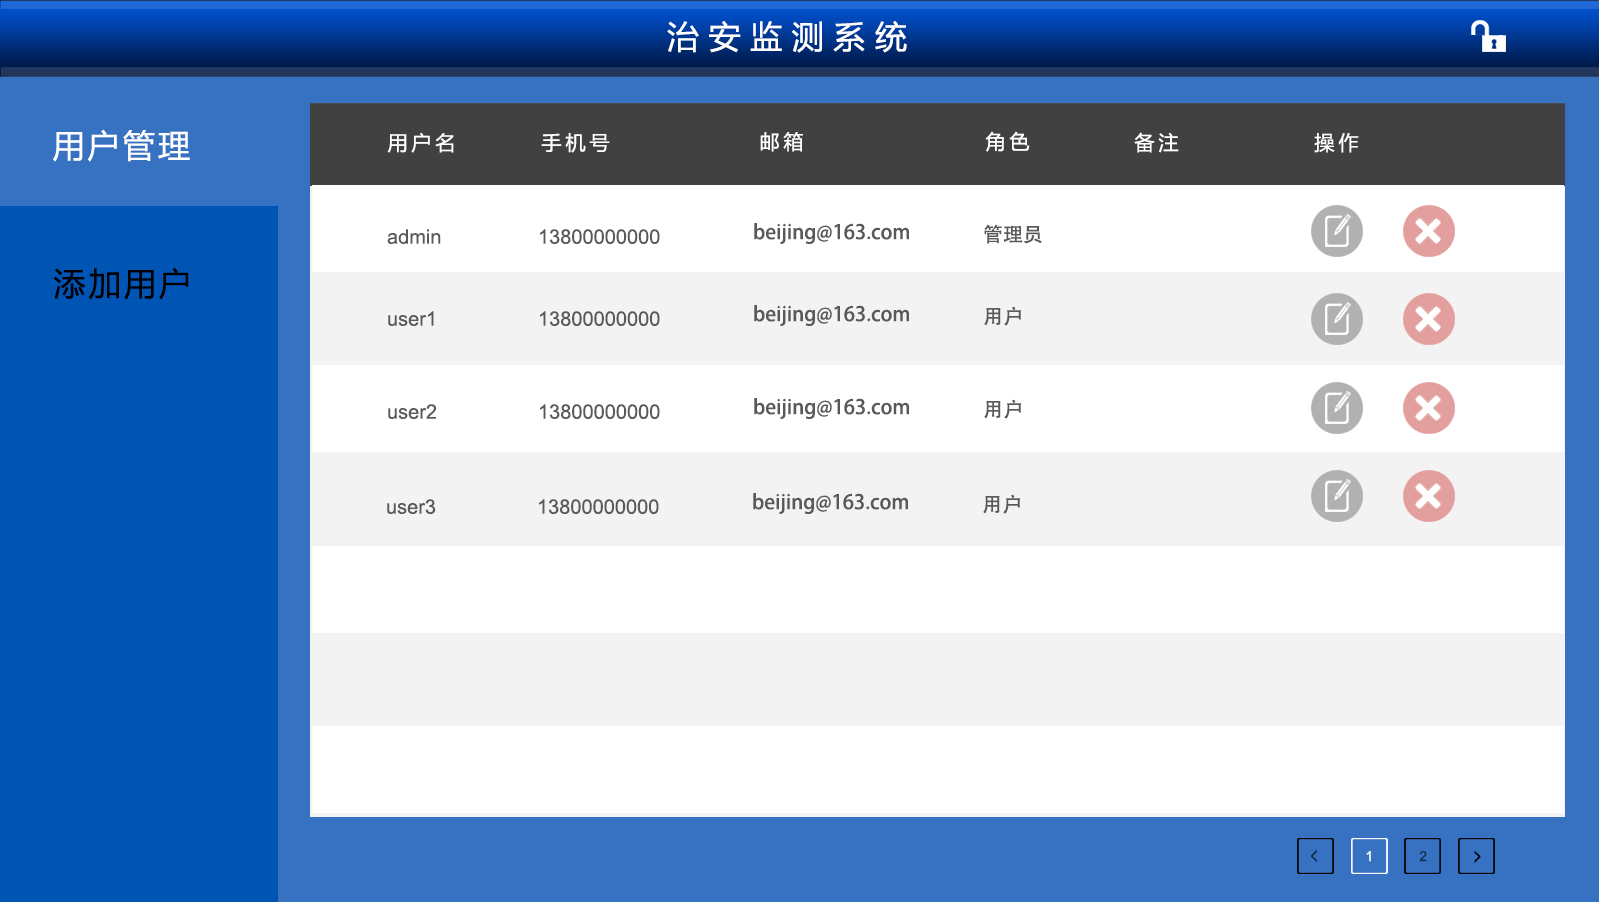 治安监测系统
用户管理
添加用户
用户名 手机号 邮箱 角色 备注 操作
admin 13800000000 beijing@163.com 管理员
user1 13800000000 beijing@163.com 用户
user2 13800000000 beijing@163.com 用户
user3 13800000000 beijing@163.com 用户
< 1 2 >